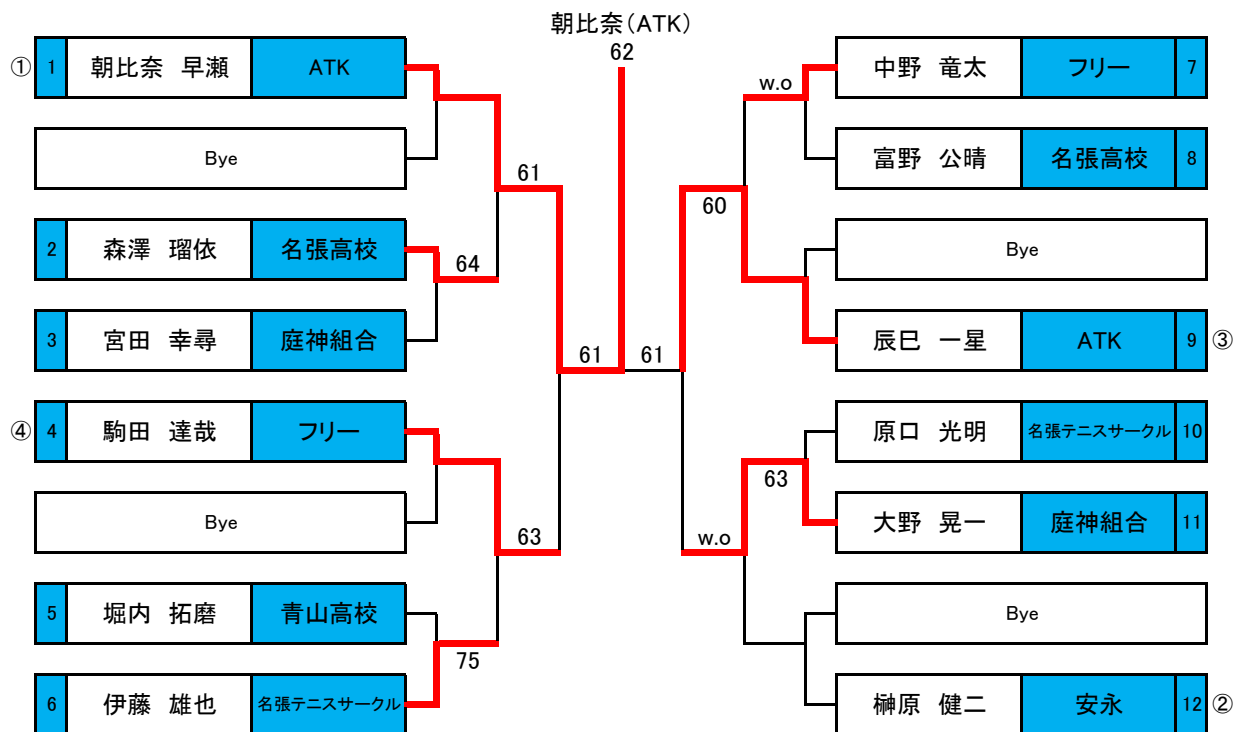 朝比奈(ATK)
62
① 1 朝比奈 早瀬 ATK
Bye
61
2 森澤 瑠依 名張高校
64
3 宮田 幸尋 庭神組合
61
④ 4 駒田 達哉 フリー
Bye
63
5 堀内 拓磨 青山高校
75
6 伊藤 雄也 名張テニスサークル
中野 竜太 フリー 7
w.o
富野 公晴 名張高校 8
60
Bye
辰巳 一星 ATK 9 ③
61
原口 光明 名張テニスサークル 10
63
大野 晃一 庭神組合 11
w.o
Bye
榊原 健二 安永 12 ②